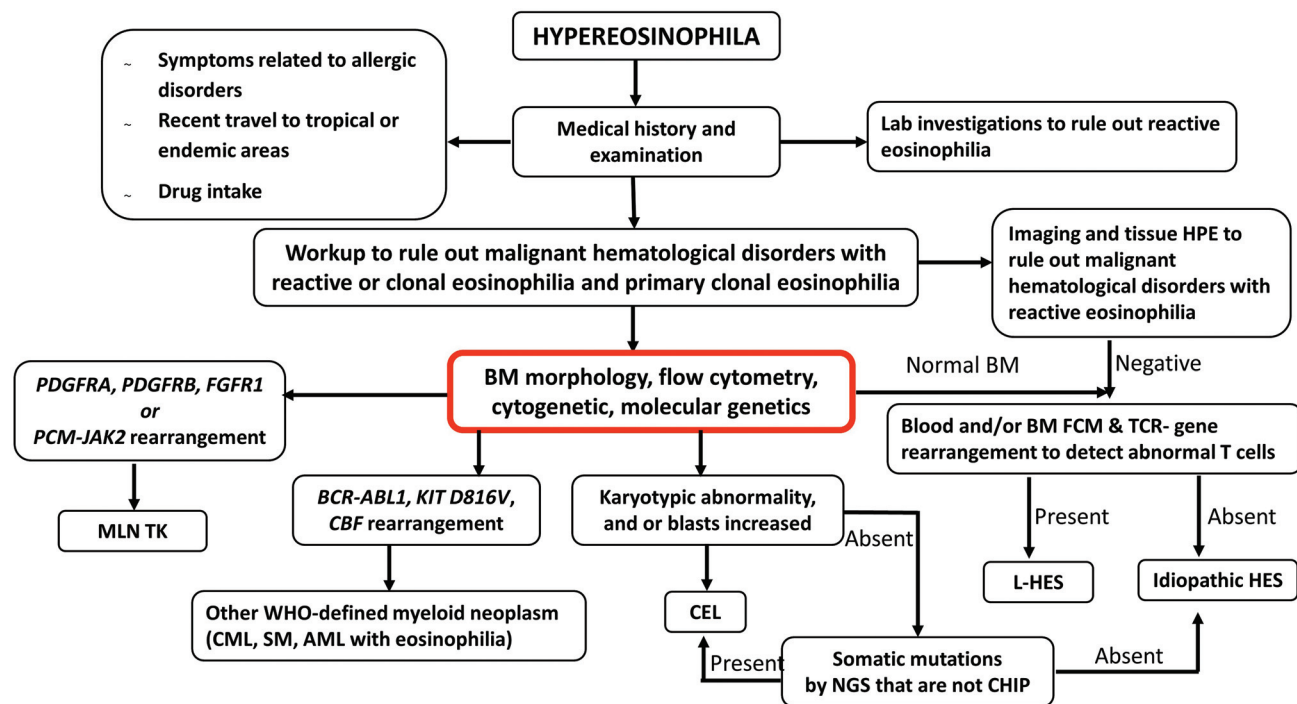 HYPEREOSINOPHILA
~ Symptoms related to allergic
disorders
~ Recent travel to tropical or
endemic areas
~ Drug intake
Medical history and
examination
Lab investigations to rule out reactive
eosinophilia
Workup to rule out malignant hematological disorders with
reactive or clonal eosinophilia and primary clonal eosinophilia
Imaging and tissue HPE to
rule out malignant
hematological disorders with
reactive eosinophilia
PDGFRA, PDGFRB, FGFR1
or
PCM-JAK2 rearrangement
BM morphology, flow cytometry,
cytogenetic, molecular genetics
Normal BM
Negative
Blood and/or BM FCM & TCR- gene
rearrangement to detect abnormal T cells
MLN TK
BCR-ABL1, KIT D816V,
CBF rearrangement
Karyotypic abnormality,
and or blasts increased
Absent
Present
Absent
L-HES
Idiopathic HES
Other WHO-defined myeloid neoplasm
(CML, SM, AML with eosinophilia)
CEL
Present
Somatic mutations
by NGS that are not CHIP
Absent